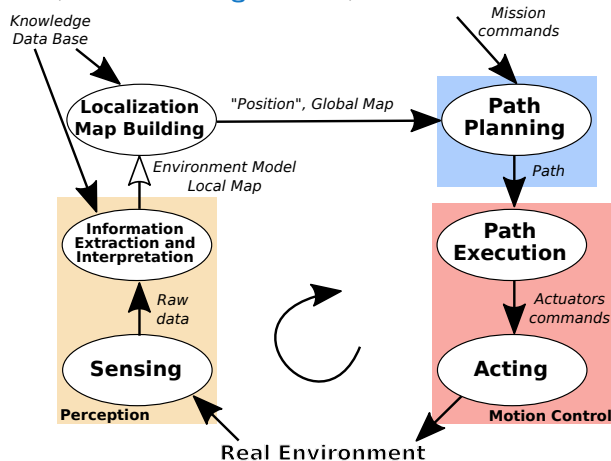 Knowledge
Data Base
Mission
commands
Localization
Map Building
"Position", Global Map
Path
Planning
Environment Model
Local Map
Path
Information
Extraction and
Interpretation
Path
Execution
Raw
data
Actuators
commands
Sensing
Acting
Perception
Motion Control
Real Environment